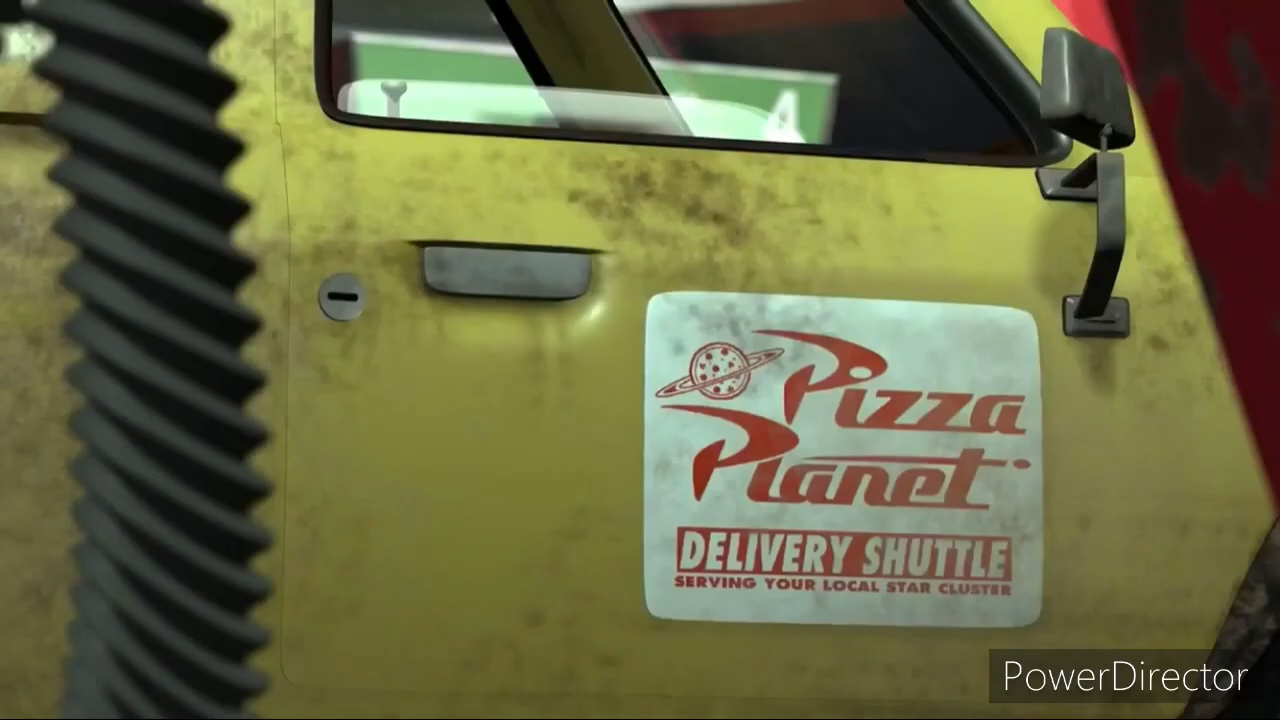 Pizza
Planet
DELIVERY SHUTTLE
SERVING YOUR LOCAL STAR CLUSTER
PowerDirector